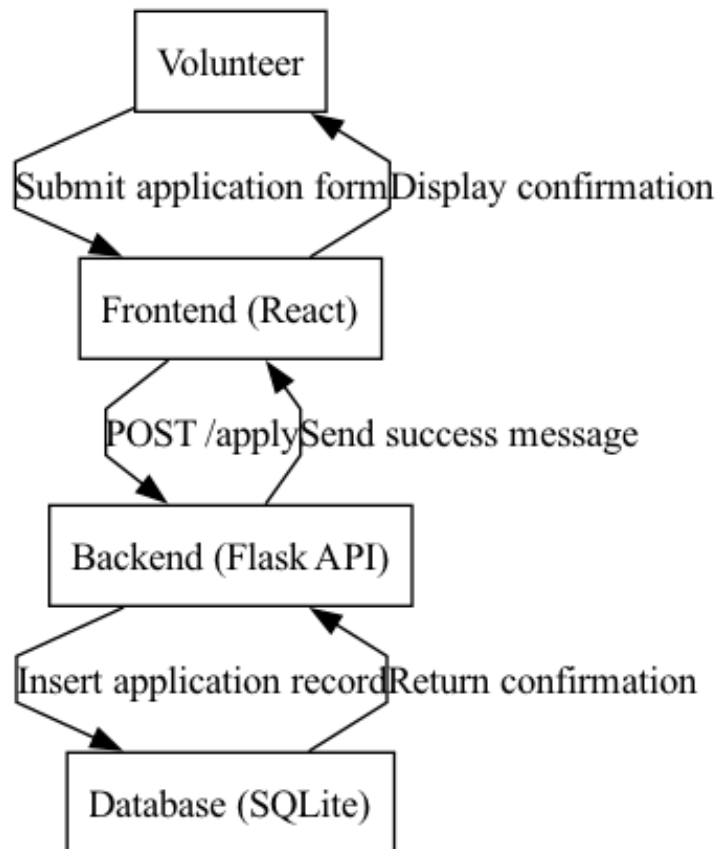 Volunteer
Submit application form Display confirmation
Frontend (React)
POST /apply Send success message
Backend (Flask API)
Insert application record Return confirmation
Database (SQLite)